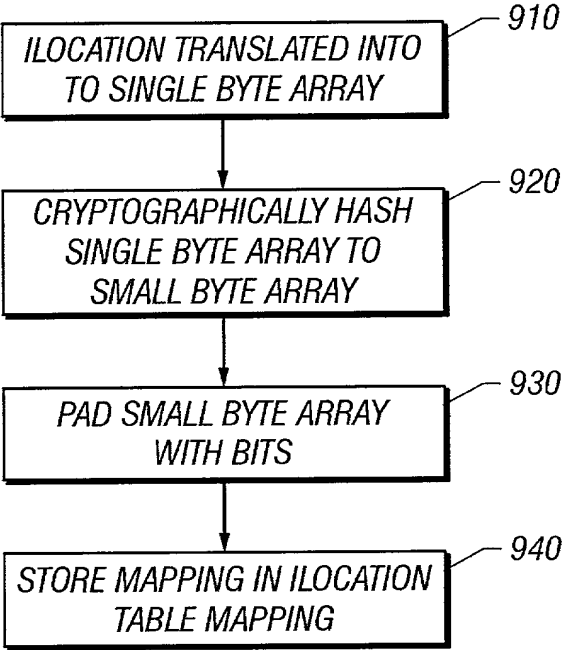 910
ILOCATION TRANSLATED INTO
TO SINGLE BYTE ARRAY
920
CRYPTOGRAPHICALLY HASH
SINGLE BYTE ARRAY TO
SMALL BYTE ARRAY
930
PAD SMALL BYTE ARRAY
WITH BITS
940
STORE MAPPING IN ILOCATION
TABLE MAPPING